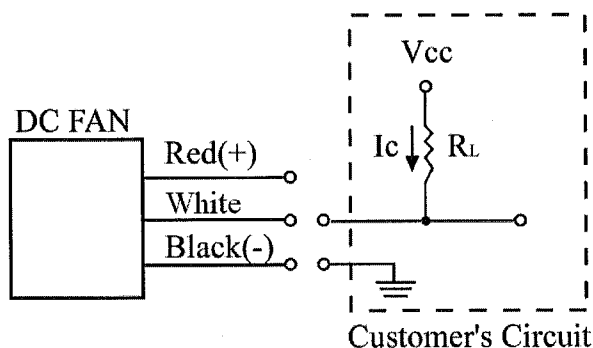 Vcc
DC FAN
Red(+)
Ic
RL
White
Black(-)
Customer's Circuit